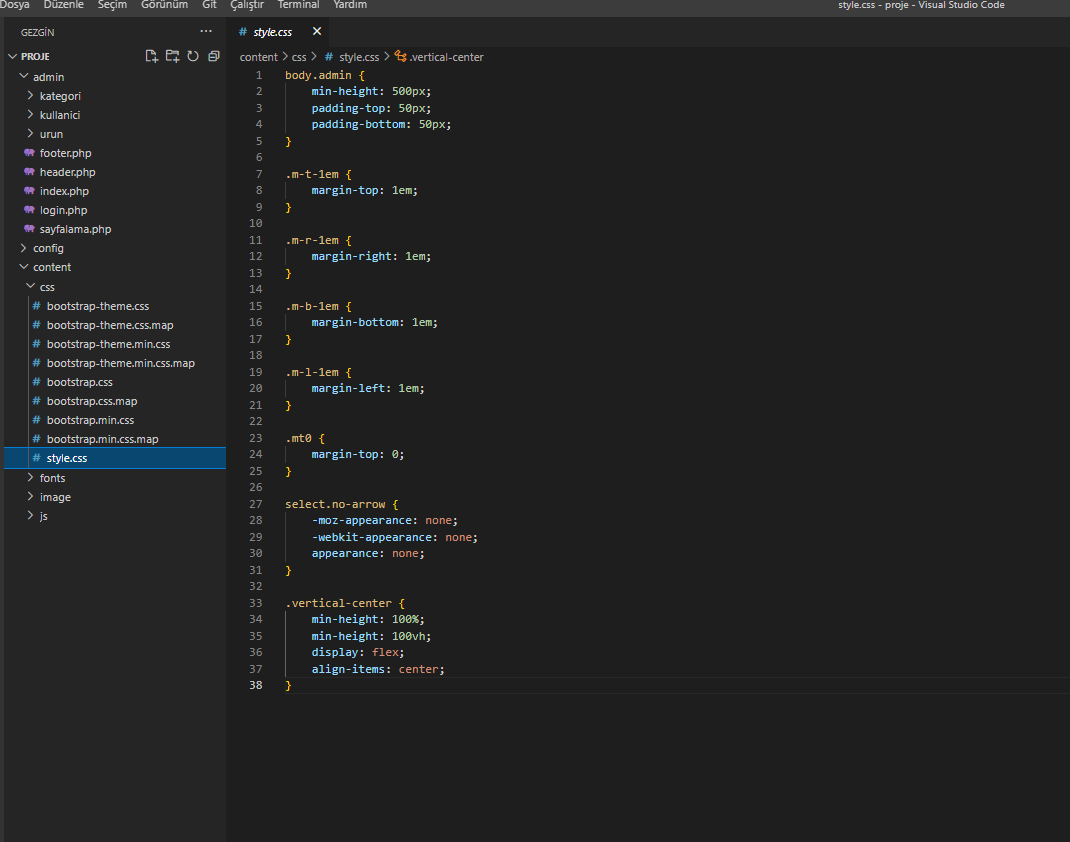 Dosya Düzenle Seçim Görünüm Git Çalıştır Terminal Yardım
style.css - proje - Visual Studio Code
GEZGİN ···
PROJE
admin
kategori
kullanici
urun
footer.php
header.php
index.php
login.php
sayfalama.php
config
content
css
bootstrap-theme.css
bootstrap-theme.css.map
bootstrap-theme.min.css
bootstrap-theme.min.css.map
bootstrap.css
bootstrap.css.map
bootstrap.min.css
bootstrap.min.css.map
style.css
fonts
image
js
# style.css ×
content > css > # style.css > .vertical-center
1 body.admin {
2     min-height: 500px;
3     padding-top: 50px;
4     padding-bottom: 50px;
5 }
6
7 .m-t-1em {
8     margin-top: 1em;
9 }
10
11 .m-r-1em {
12     margin-right: 1em;
13 }
14
15 .m-b-1em {
16     margin-bottom: 1em;
17 }
18
19 .m-l-1em {
20     margin-left: 1em;
21 }
22
23 .mt0 {
24     margin-top: 0;
25 }
26
27 select.no-arrow {
28     -moz-appearance: none;
29     -webkit-appearance: none;
30     appearance: none;
31 }
32
33 .vertical-center {
34     min-height: 100%;
35     min-height: 100vh;
36     display: flex;
37     align-items: center;
38 }